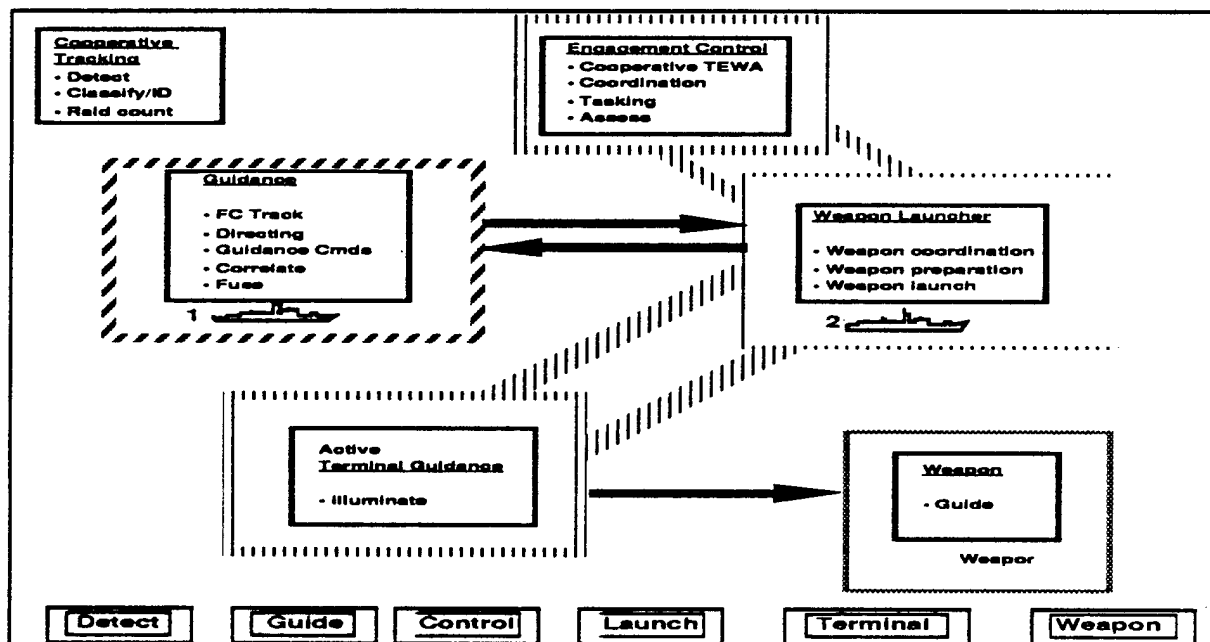 Cooperative
Tracking
- Detect
- Classify/ID
- Raid count
Engagement Control
- Cooperative TEWA
- Coordination
- Tasking
- Assess
Guidance
- FC Track
- Directing
- Guidance Cmds
- Correlate
- Fuse
1
Weapon Launcher
- Weapon coordination
- Weapon preparation
- Weapon launch
2
Active
Terminal Guidance
- Illuminate
Weapon
- Guide
Weapor
Detect
Guide
Control
Launch
Terminal
Weapon